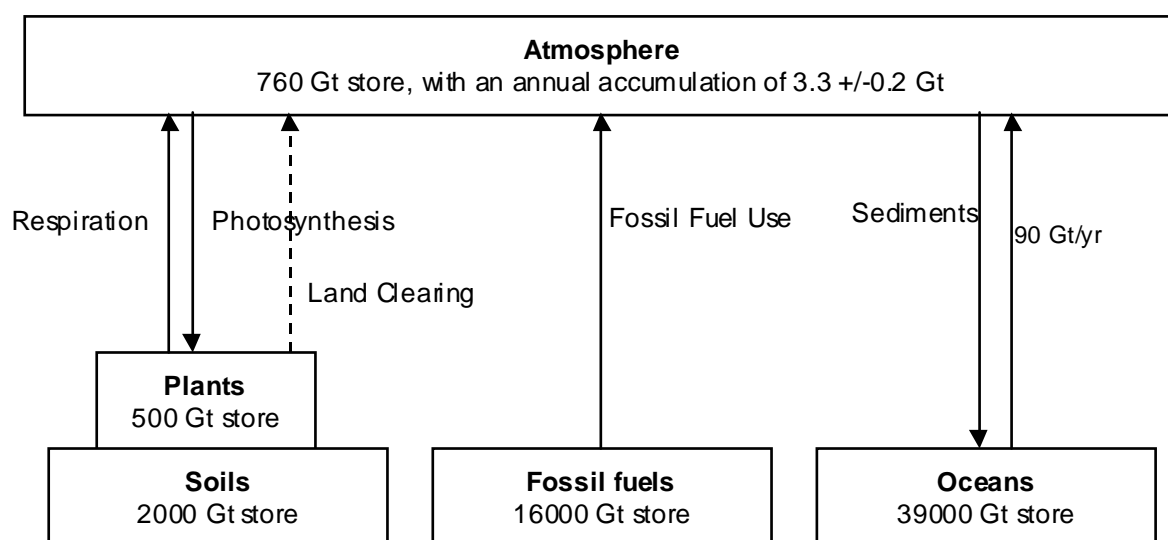 Atmosphere
760 Gt store, with an annual accumulation of 3.3 +/-0.2 Gt
Respiration
Photosynthesis
Land Clearing
Fossil Fuel Use
Sediments
90 Gt/yr
Plants
500 Gt store
Soils
2000 Gt store
Fossil fuels
16000 Gt store
Oceans
39000 Gt store